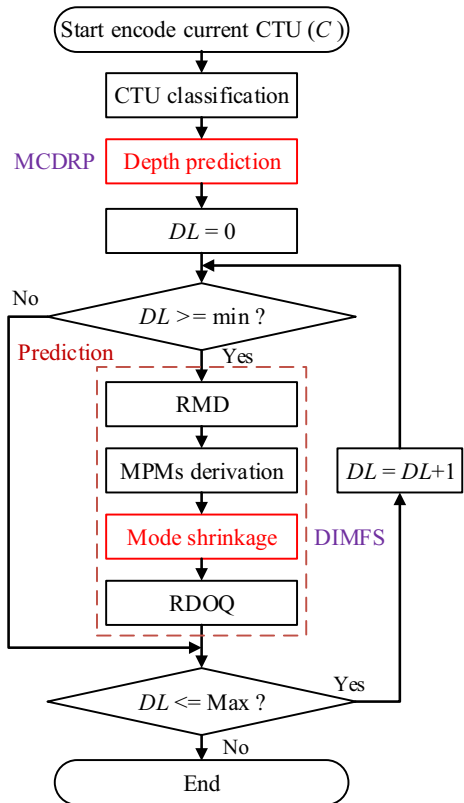 Start encode current CTU (C )
CTU classification
MCDRP
Depth prediction
DL = 0
No
DL >= min ?
Prediction
Yes
RMD
MPMs derivation
DL = DL+1
Mode shrinkage
DIMFS
RDOQ
DL <= Max ?
Yes
No
End